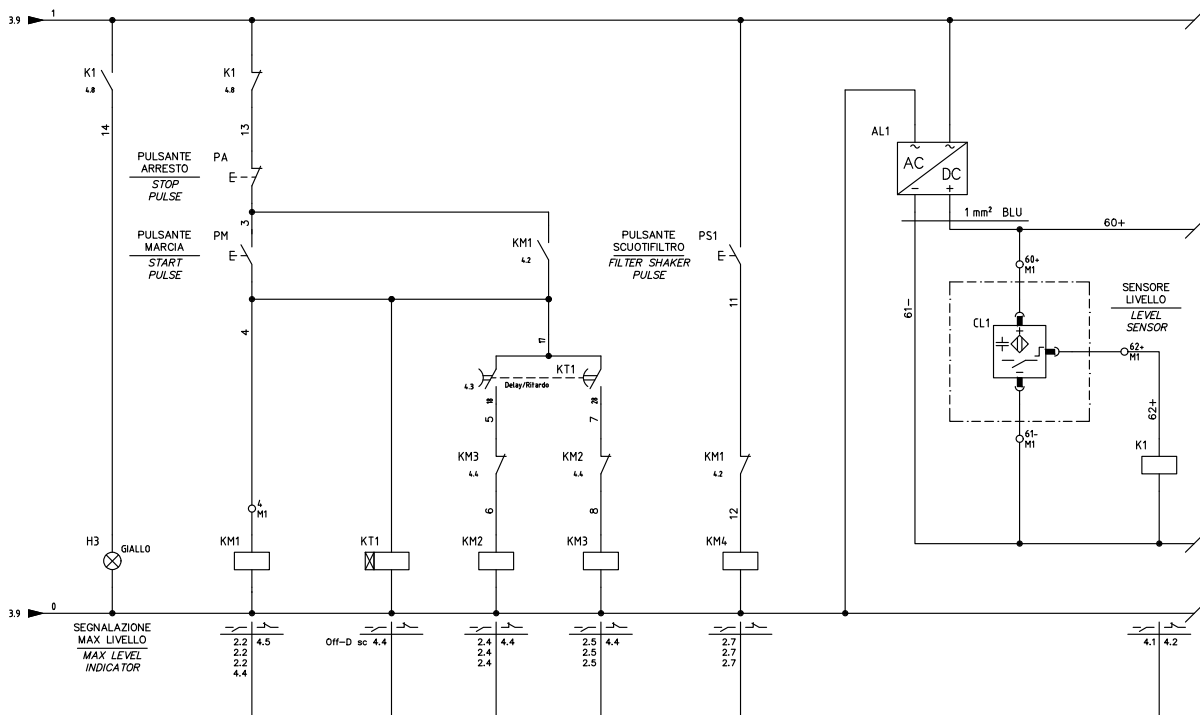 3.9
1
K1
4.8
14
K1
4.8
13
PULSANTE
ARRESTO
STOP
PULSE
PA
3
PULSANTE
MARCIA
START
PULSE
PM
KM1
4.2
PULSANTE
SCUOTIFILTRO
FILTER SHAKER
PULSE
PS1
11
4
17
4.3
Delay/Ritardo
KT1
18
28
5
7
KM3
4.4
KM2
4.4
KM1
4.2
6
8
12
4
M1
H3
GIALLO
KM1
KT1
KM2
KM3
KM4
AL1
AC
DC
~
~
-
+
1 mm² BLU
60+
60+
M1
61-
SENSORE
LIVELLO
LEVEL
SENSOR
CL1
+
-
62+
M1
62+
61-
M1
K1
3.9
0
SEGNALAZIONE
MAX LIVELLO
MAX LEVEL
INDICATOR
2.2 4.5
2.2
2.2
4.4
Off-D sc 4.4
2.4 4.4
2.4
2.4
2.5 4.4
2.5
2.5
2.7
2.7
2.7
4.1 4.2